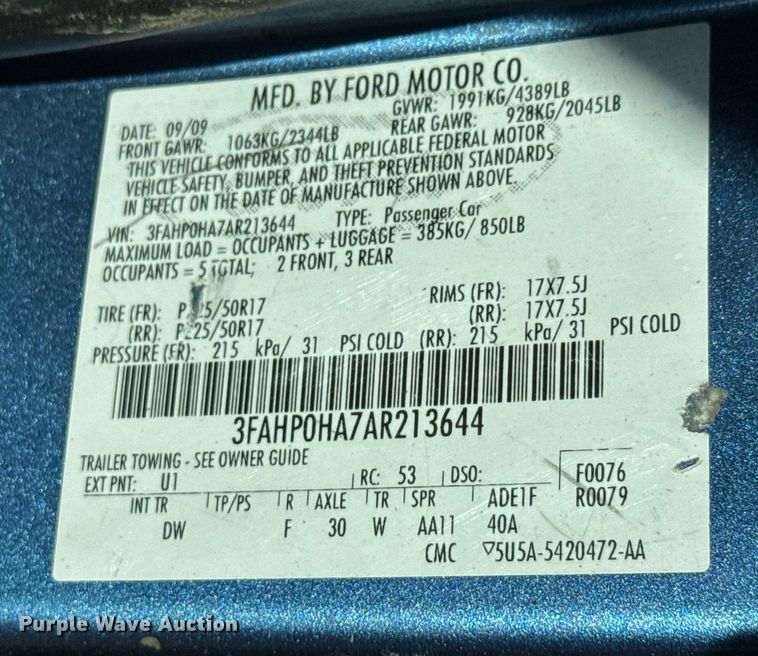 MFD. BY FORD MOTOR CO.
DATE: 09/09 GVWR: 1991KG/4389LB
FRONT GAWR: 1063KG/2344LB REAR GAWR: 928KG/2045LB
THIS VEHICLE CONFORMS TO ALL APPLICABLE FEDERAL MOTOR
VEHICLE SAFETY, BUMPER, AND THEFT PREVENTION STANDARDS
IN EFFECT ON THE DATE OF MANUFACTURE SHOWN ABOVE.
VIN: 3FAHP0HA7AR213644 TYPE: Passenger Car
MAXIMUM LOAD = OCCUPANTS + LUGGAGE = 385KG/ 850LB
OCCUPANTS = 5 TOTAL; 2 FRONT, 3 REAR
TIRE (FR): P225/50R17 RIMS (FR): 17X7.5J
(RR): P225/50R17 (RR): 17X7.5J
PRESSURE (FR): 215 kPa/ 31 PSI COLD (RR): 215 kPa/ 31 PSI COLD
3FAHP0HA7AR213644
TRAILER TOWING - SEE OWNER GUIDE
EXT PNT: U1 RC: 53 DSO: F0076
INT TR TP/PS R AXLE TR SPR ADE1F R0079
DW F 30 W AA11 40A
CMC ▽5U5A-5420472-AA
Purple Wave Auction